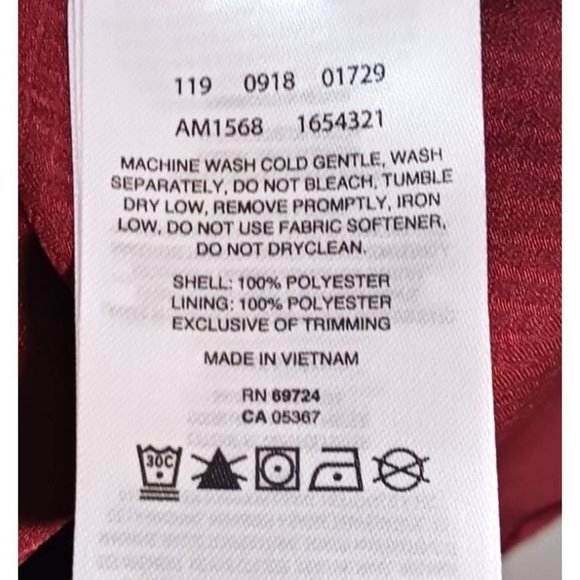 119 0918 01729
AM1568 1654321
MACHINE WASH COLD GENTLE, WASH
SEPARATELY, DO NOT BLEACH, TUMBLE
DRY LOW, REMOVE PROMPTLY, IRON
LOW, DO NOT USE FABRIC SOFTENER,
DO NOT DRYCLEAN.
SHELL: 100% POLYESTER
LINING: 100% POLYESTER
EXCLUSIVE OF TRIMMING
MADE IN VIETNAM
RN 69724
CA 05367
30C